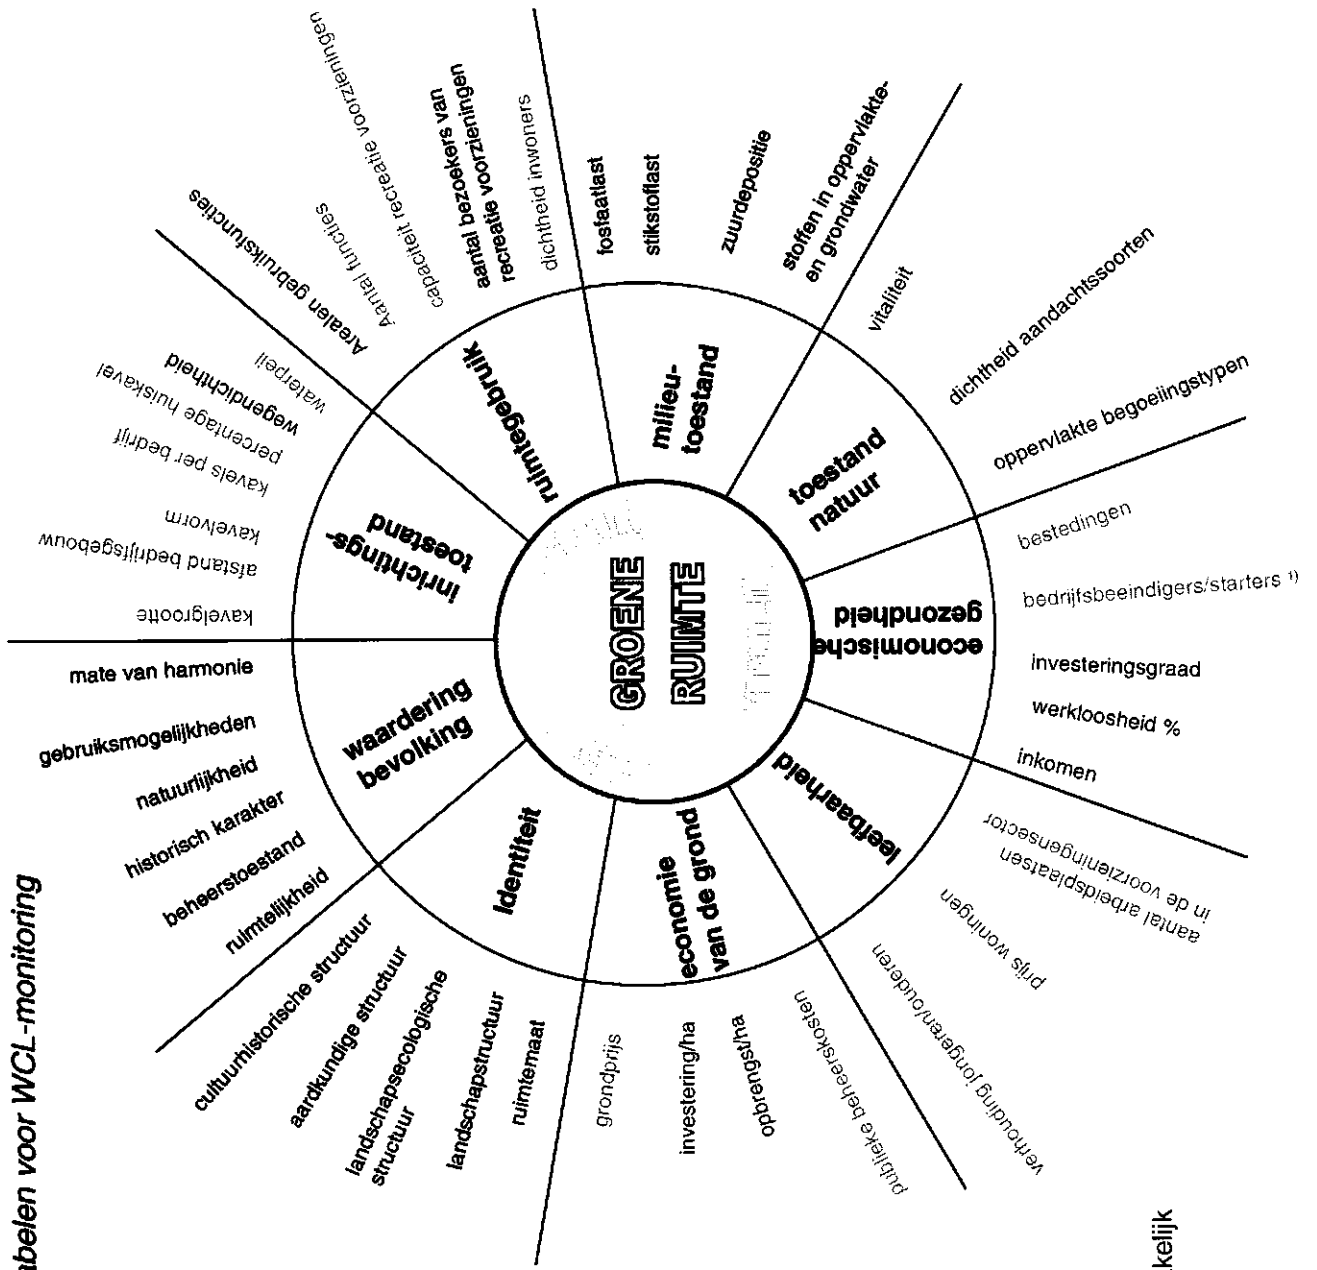 abelen voor WCL-monitoring
GROENE
RUIMTE
ruimtegebruik
Arealen gebruiksfuncties
Aantal functies
capaciteit recreatie voorzieningen
aantal bezoekers van
recreatie voorzieningen
dichtheid inwoners
milieu-
toestand
fosfaatlast
stikstoflast
zuurdepositie
stoffen in oppervlakte-
en grondwater
toestand
natuur
vitaliteit
dichtheid aandachtssoorten
oppervlakte begoeiingstypen
economische
gezondheid
bestedingen
bedrijfsbeeindigers/starters 1)
investeringsgraad
werkloosheid %
inkomen
leefbaarheid
aantal arbeidsplaatsen
in de voorzieningensector
prijs woningen
verhouding jongeren/ouderen
economie
van de grond
publieke beheerskosten
opbrengst/ha
investering/ha
grondprijs
Identiteit
ruimtemaat
landschapstructuur
landschapsecologische
structuur
aardkundige structuur
cultuurhistorische structuur
waardering
bevolking
ruimtelijkheid
beheerstoestand
historisch karakter
natuurlijkheid
gebruiksmogelijkheden
mate van harmonie
inrichtings-
toestand
kavelgrootte
afstand bedrijfsgebouw
kavelvorm
kavels per bedrijf
percentage huiskavel
wegendichtheid
waterpeil
kelijk